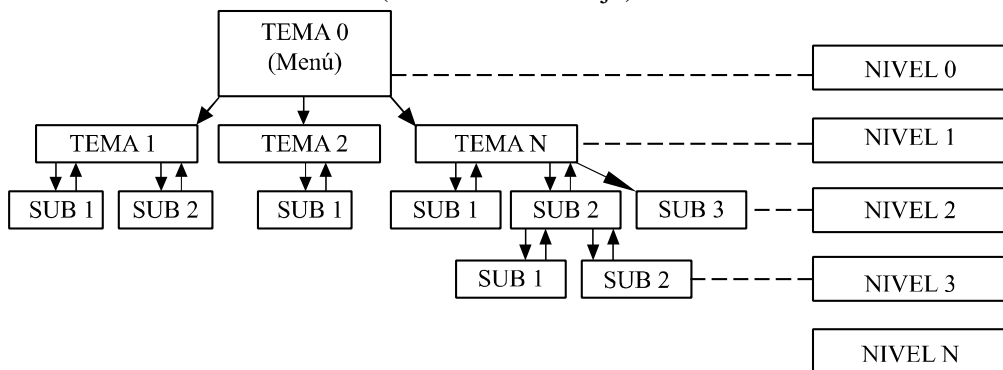 TEMA 0
(Menú)
NIVEL 0
TEMA 1
TEMA 2
TEMA N
NIVEL 1
SUB 1
SUB 2
SUB 1
SUB 1
SUB 2
SUB 3
NIVEL 2
SUB 1
SUB 2
NIVEL 3
NIVEL N